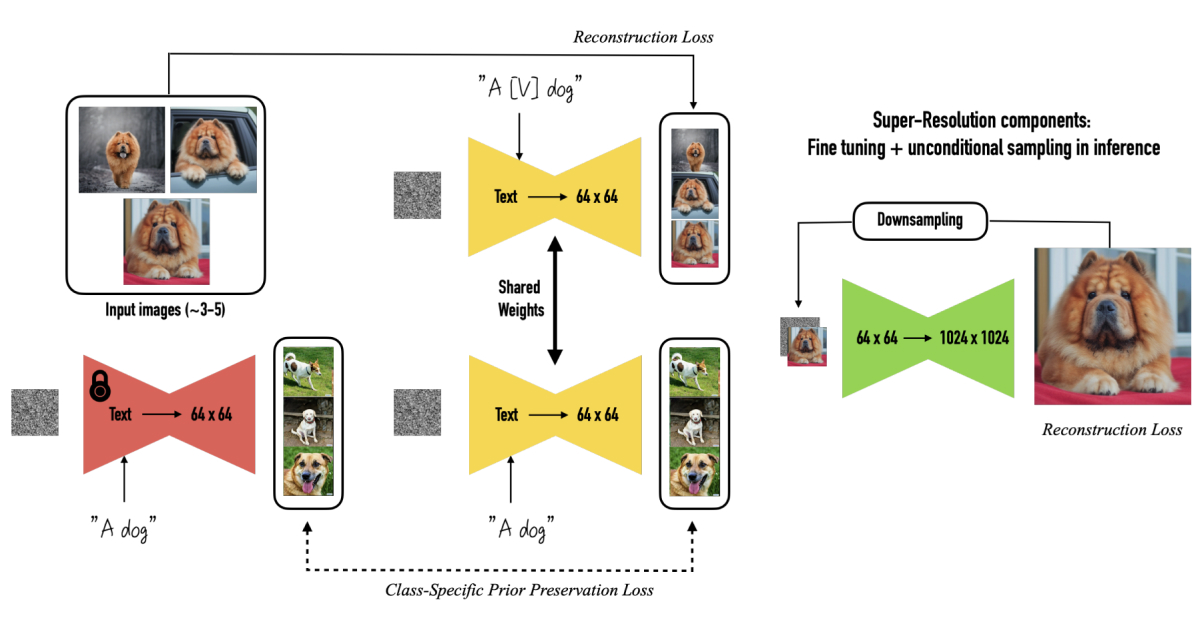 Reconstruction Loss
"A [V] dog"
Text → 64 x 64
Input images (~3-5)
Shared
Weights
Text → 64 x 64
"A dog"
Text → 64 x 64
"A dog"
Class-Specific Prior Preservation Loss
Super-Resolution components:
Fine tuning + unconditional sampling in inference
Downsampling
64 x 64 → 1024 x 1024
Reconstruction Loss